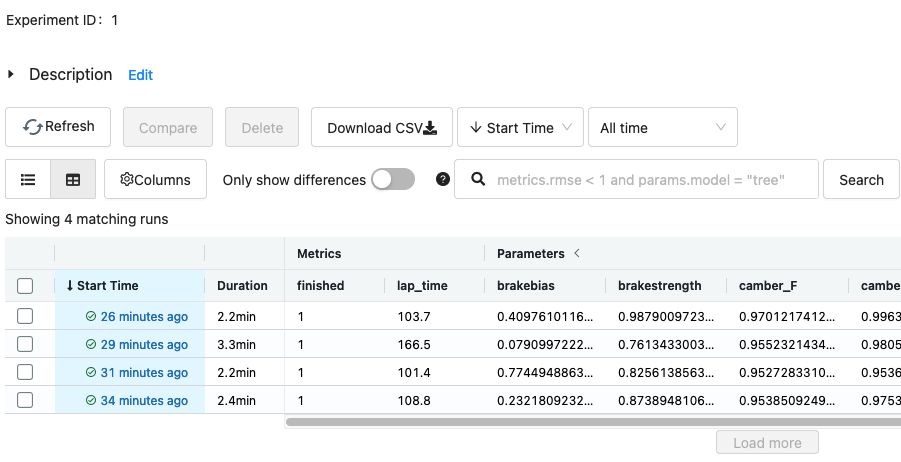 Experiment ID: 1
Description Edit
Refresh Compare Delete Download CSV Start Time All time
Columns Only show differences metrics.rmse < 1 and params.model = "tree" Search
Showing 4 matching runs
Metrics Parameters
Start Time Duration finished lap_time brakebias brakestrength camber_F cambe
26 minutes ago 2.2min 1 103.7 0.4097610116... 0.9879009723... 0.9701217412... 0.9963
29 minutes ago 3.3min 1 166.5 0.0790997222... 0.7613433003... 0.9552321434... 0.9805
31 minutes ago 2.2min 1 101.4 0.7744948863... 0.8256138563... 0.9527283310... 0.9536
34 minutes ago 2.4min 1 108.8 0.2321809232... 0.8738948106... 0.9538509249... 0.9753
Load more